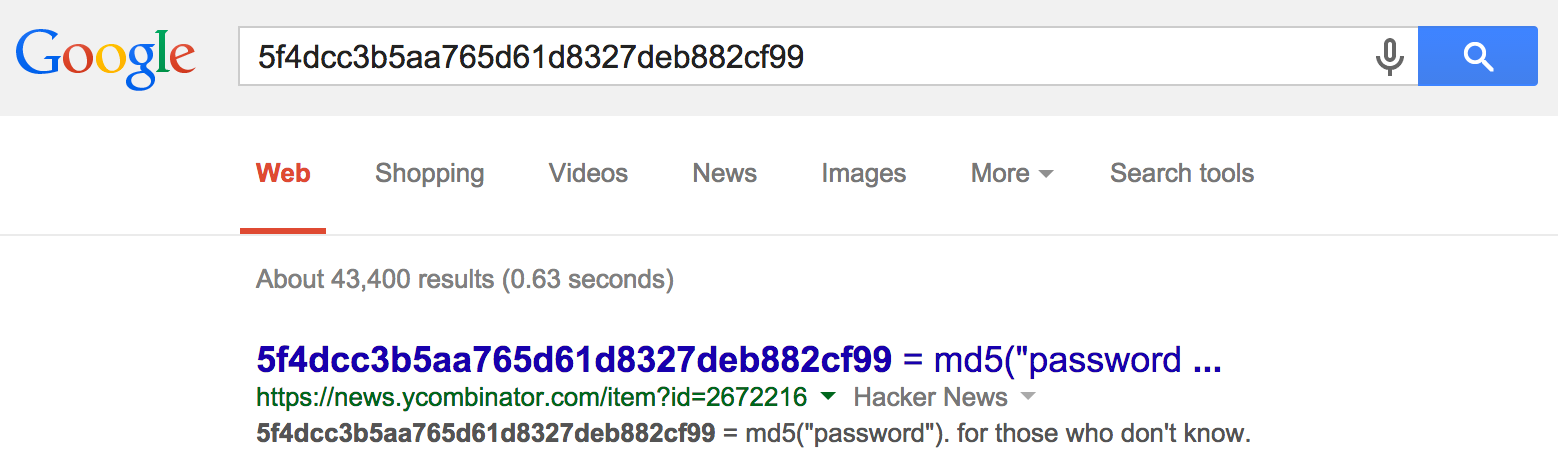 Google 5f4dcc3b5aa765d61d8327deb882cf99
Web Shopping Videos News Images More Search tools
About 43,400 results (0.63 seconds)
5f4dcc3b5aa765d61d8327deb882cf99 = md5("password ...
https://news.ycombinator.com/item?id=2672216 Hacker News
5f4dcc3b5aa765d61d8327deb882cf99 = md5("password"). for those who don't know.